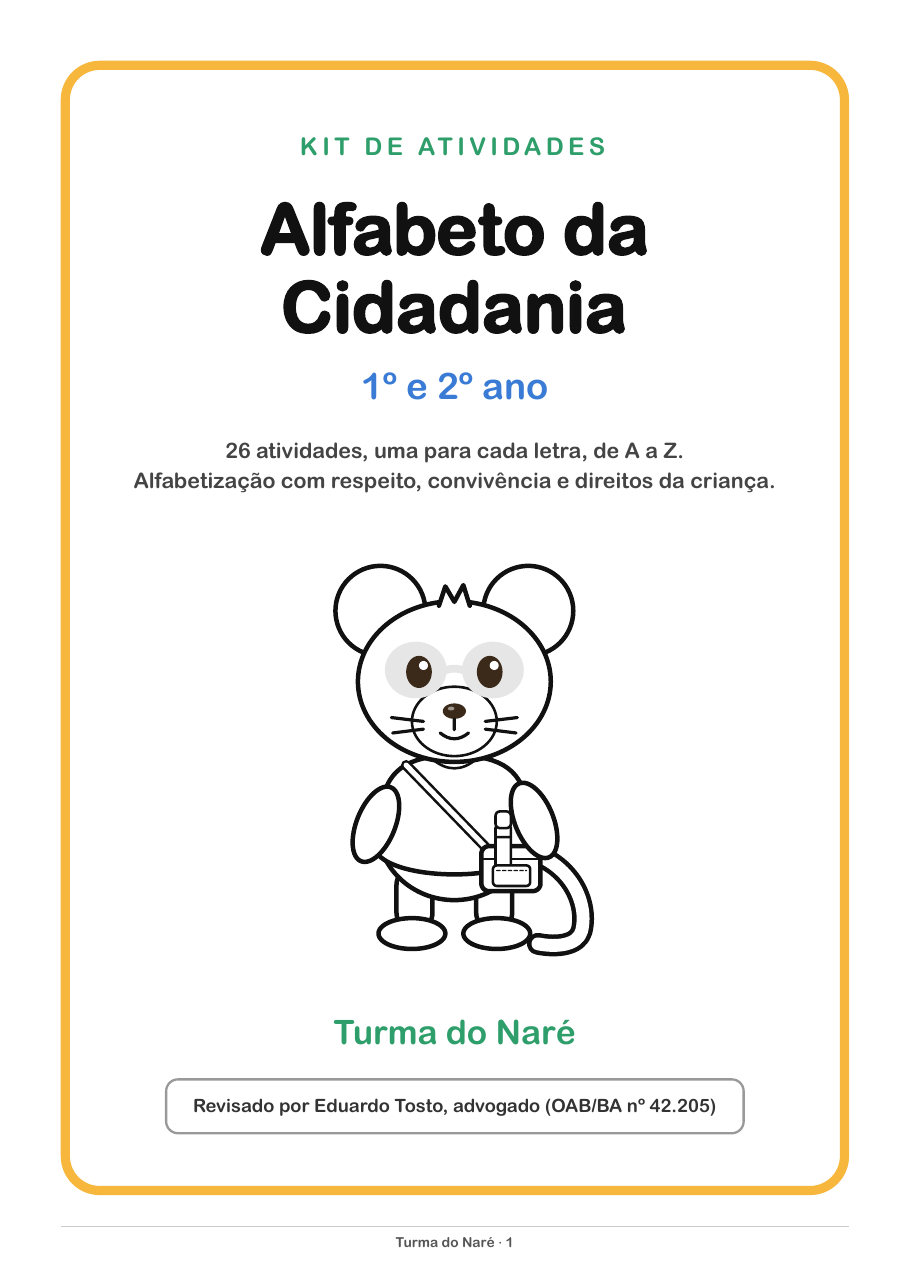 KIT DE ATIVIDADES
Alfabeto da
Cidadania
1º e 2º ano
26 atividades, uma para cada letra, de A a Z.
Alfabetização com respeito, convivência e direitos da criança.
Turma do Naré
Revisado por Eduardo Tosto, advogado (OAB/BA nº 42.205)
Turma do Naré · 1